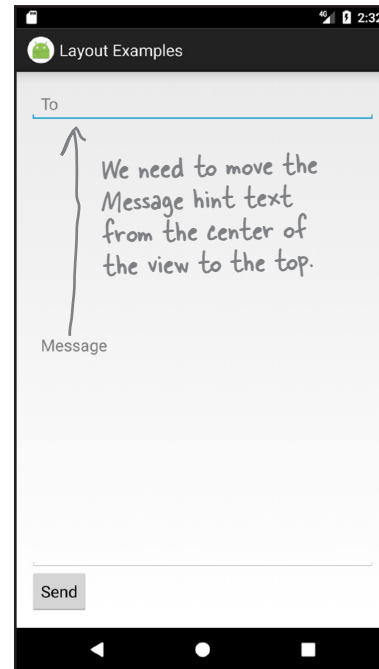 4G 2:32
Layout Examples
To
We need to move the
Message hint text
from the center of
the view to the top.
Message
Send